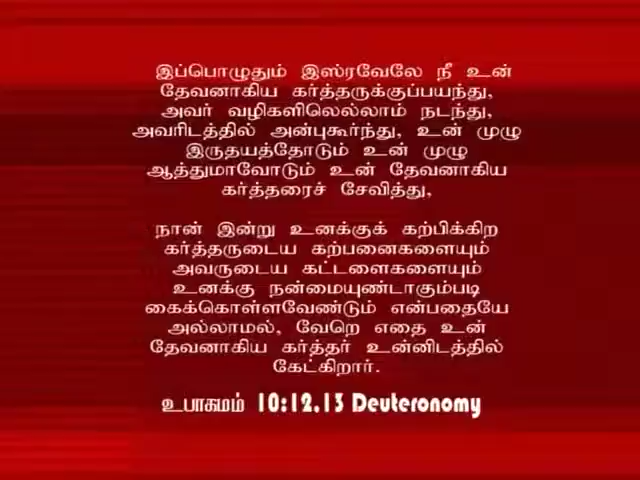 இப்பொழுதும் இஸ்ரவேலே நீ உன்
தேவனாகிய கர்த்தருக்குப்பயந்து,
அவர் வழிகளிலெல்லாம் நடந்து,
அவரிடத்தில் அன்புகூர்ந்து, உன் முழு
இருதயத்தோடும் உன் முழு
ஆத்துமாவோடும் உன் தேவனாகிய
கர்த்தரைச் சேவித்து,
நான் இன்று உனக்குக் கற்பிக்கிற
கர்த்தருடைய கற்பனைகளையும்
அவருடைய கட்டளைகளையும்
உனக்கு நன்மையுண்டாகும்படி
கைக்கொள்ளவேண்டும் என்பதையே
அல்லாமல், வேறெ எதை உன்
தேவனாகிய கர்த்தர் உன்னிடத்தில்
கேட்கிறார்.
உபாகமம் 10:12,13 Deuteronomy